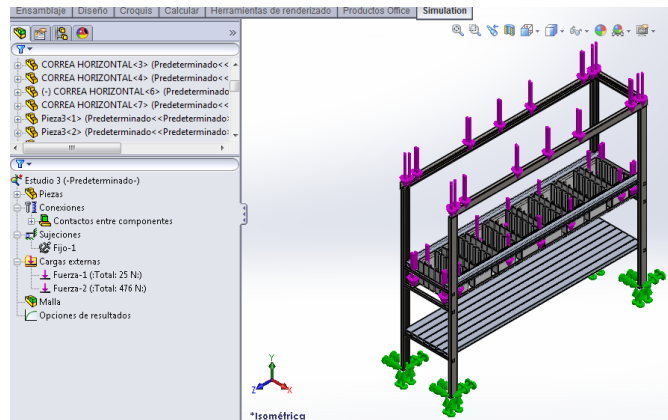 Ensamblaje Diseño Croquis Calcular Herramientas de renderizado Productos Office Simulation
CORREA HORIZONTAL<3> (Predeterminado<<
CORREA HORIZONTAL<4> (Predeterminado<<
(-) CORREA HORIZONTAL<6> (Predeterminado
CORREA HORIZONTAL<7> (Predeterminado<<
Pieza3<1> (Predeterminado<<Predeterminado>
Pieza3<2> (Predeterminado<<Predeterminado>
Estudio 3 (-Predeterminado-)
Piezas
Conexiones
Contactos entre componentes
Sujeciones
Fijo-1
Cargas externas
Fuerza-1 (:Total: 25 N:)
Fuerza-2 (:Total: 476 N:)
Malla
Opciones de resultados
Y
Z X
*Isométrica